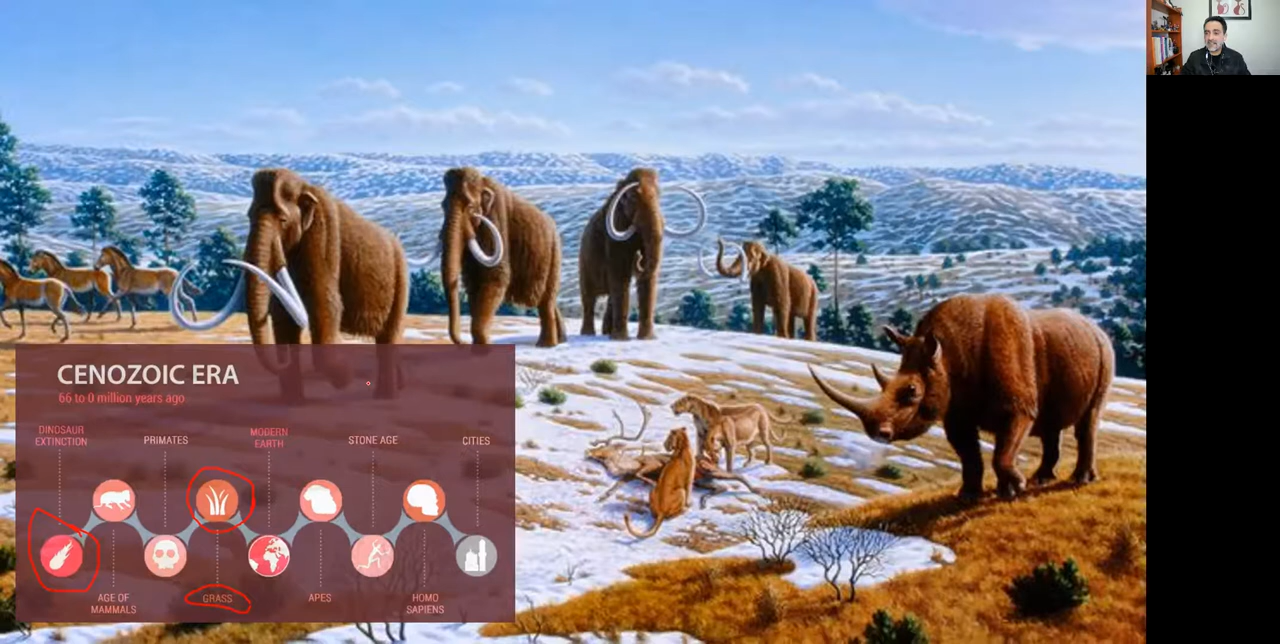 CENOZOIC ERA
66 to 0 million years ago
DINOSAUR
EXTINCTION
PRIMATES
MODERN
EARTH
STONE AGE
CITIES
AGE OF
MAMMALS
GRASS
APES
HOMO
SAPIENS